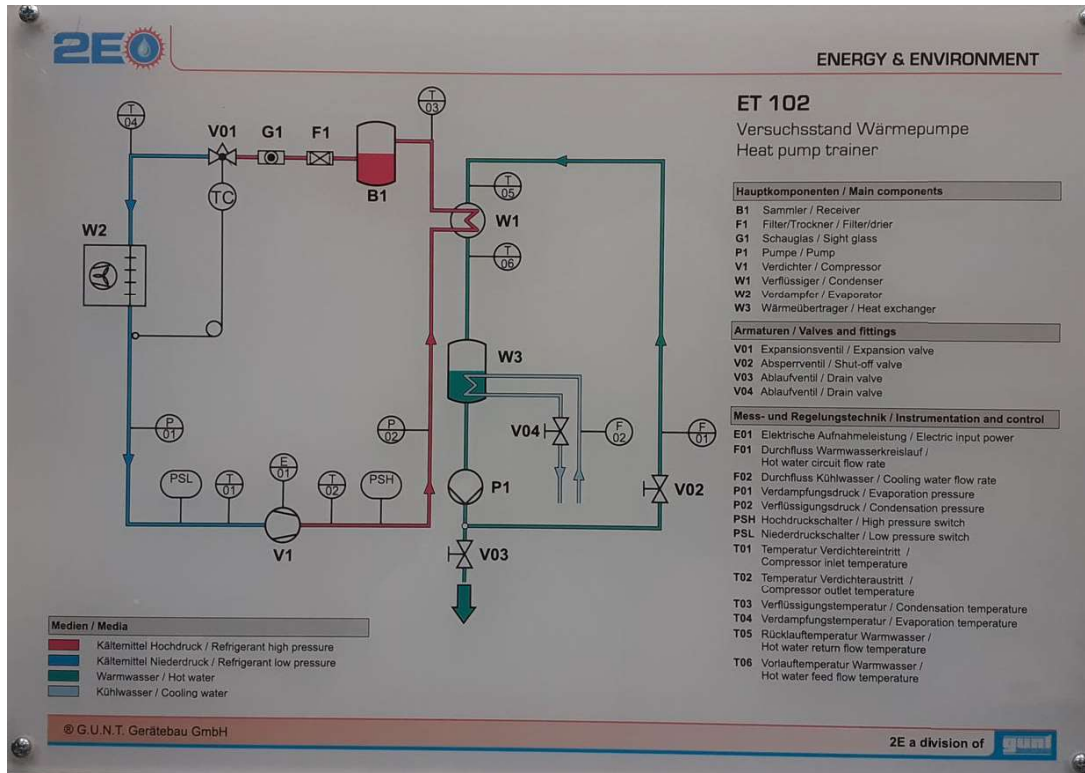 2E
ENERGY & ENVIRONMENT
ET 102
Versuchsstand Wärmepumpe
Heat pump trainer
T 04
V01
G1
F1
T 03
B1
TC
W2
T 05
W1
T 06
W3
V04
F 02
F 01
P 01
P 02
PSL
T 01
E 01
T 02
PSH
V1
P1
V02
V03
Hauptkomponenten / Main components
B1 Sammler / Receiver
F1 Filter/Trockner / Filter/drier
G1 Schauglas / Sight glass
P1 Pumpe / Pump
V1 Verdichter / Compressor
W1 Verflüssiger / Condenser
W2 Verdampfer / Evaporator
W3 Wärmeübertrager / Heat exchanger
Armaturen / Valves and fittings
V01 Expansionsventil / Expansion valve
V02 Absperrventil / Shut-off valve
V03 Ablaufventil / Drain valve
V04 Ablaufventil / Drain valve
Mess- und Regelungstechnik / Instrumentation and control
E01 Elektrische Aufnahmeleistung / Electric input power
F01 Durchfluss Warmwasserkreislauf /
Hot water circuit flow rate
F02 Durchfluss Kühlwasser / Cooling water flow rate
P01 Verdampfungsdruck / Evaporation pressure
P02 Verflüssigungsdruck / Condensation pressure
PSH Hochdruckschalter / High pressure switch
PSL Niederdruckschalter / Low pressure switch
T01 Temperatur Verdichtereintritt /
Compressor inlet temperature
T02 Temperatur Verdichteraustritt /
Compressor outlet temperature
T03 Verflüssigungstemperatur / Condensation temperature
T04 Verdampfungstemperatur / Evaporation temperature
T05 Rücklauftemperatur Warmwasser /
Hot water return flow temperature
T06 Vorlauftemperatur Warmwasser /
Hot water feed flow temperature
Medien / Media
Kältemittel Hochdruck / Refrigerant high pressure
Kältemittel Niederdruck / Refrigerant low pressure
Warmwasser / Hot water
Kühlwasser / Cooling water
® G.U.N.T. Gerätebau GmbH
2E a division of gunt